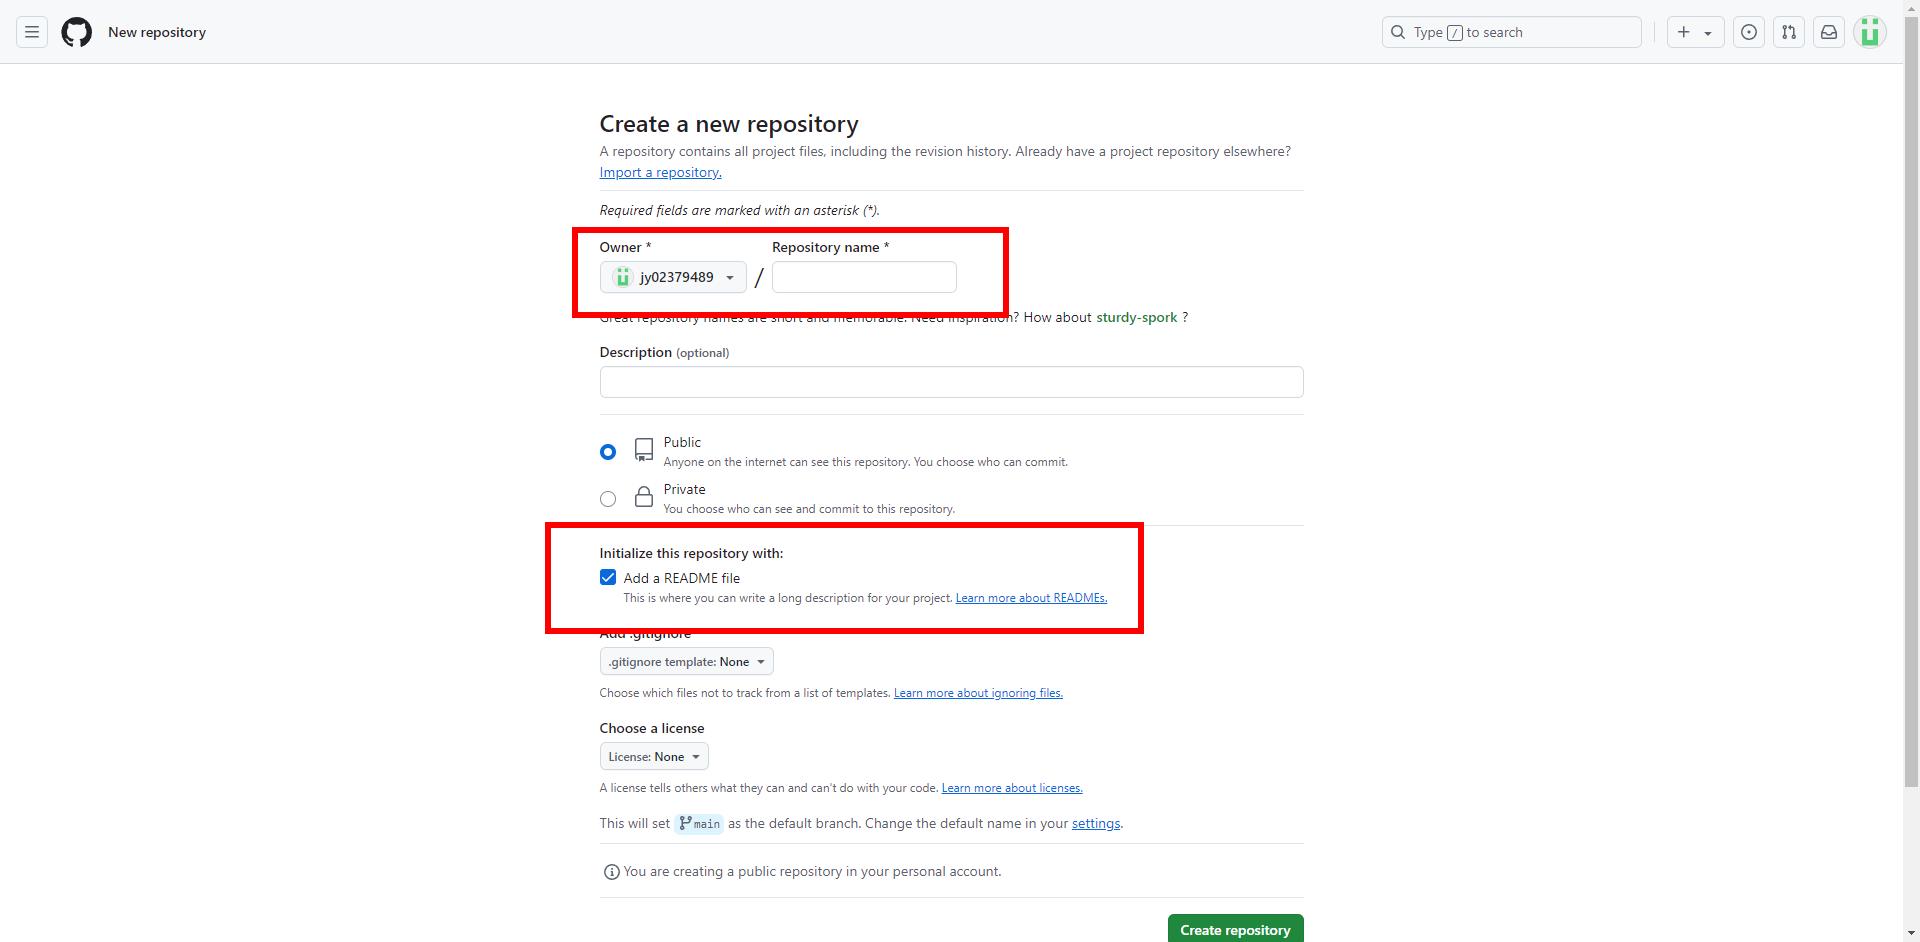 New repository
Type / to search
Create a new repository
A repository contains all project files, including the revision history. Already have a project repository elsewhere?
Import a repository.
Required fields are marked with an asterisk (*).
Owner * Repository name *
jy02379489 /
Great repository names are short and memorable. Need inspiration? How about sturdy-spork ?
Description (optional)
Public
Anyone on the internet can see this repository. You choose who can commit.
Private
You choose who can see and commit to this repository.
Initialize this repository with:
Add a README file
This is where you can write a long description for your project. Learn more about READMEs.
Add .gitignore
.gitignore template: None
Choose which files not to track from a list of templates. Learn more about ignoring files.
Choose a license
License: None
A license tells others what they can and can't do with your code. Learn more about licenses.
This will set main as the default branch. Change the default name in your settings.
You are creating a public repository in your personal account.
Create repository